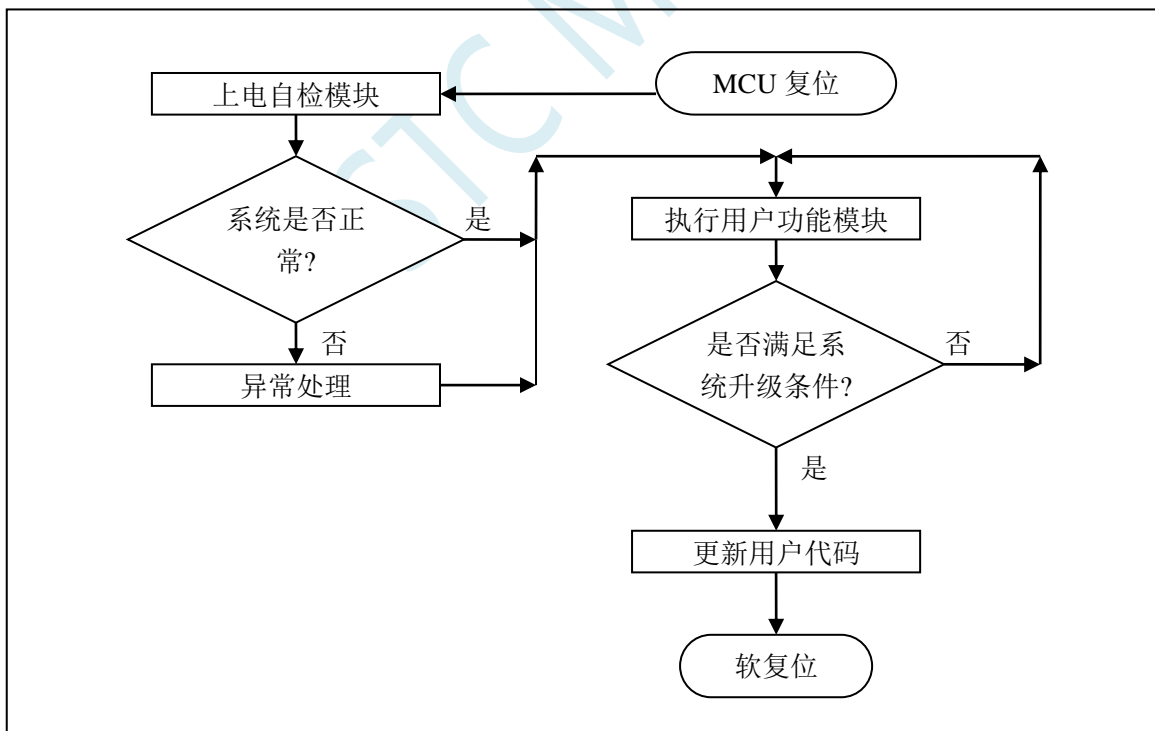 MCU 复位
上电自检模块
系统是否正
常?
是
否
异常处理
执行用户功能模块
是否满足系
统升级条件?
否
是
更新用户代码
软复位
STC M